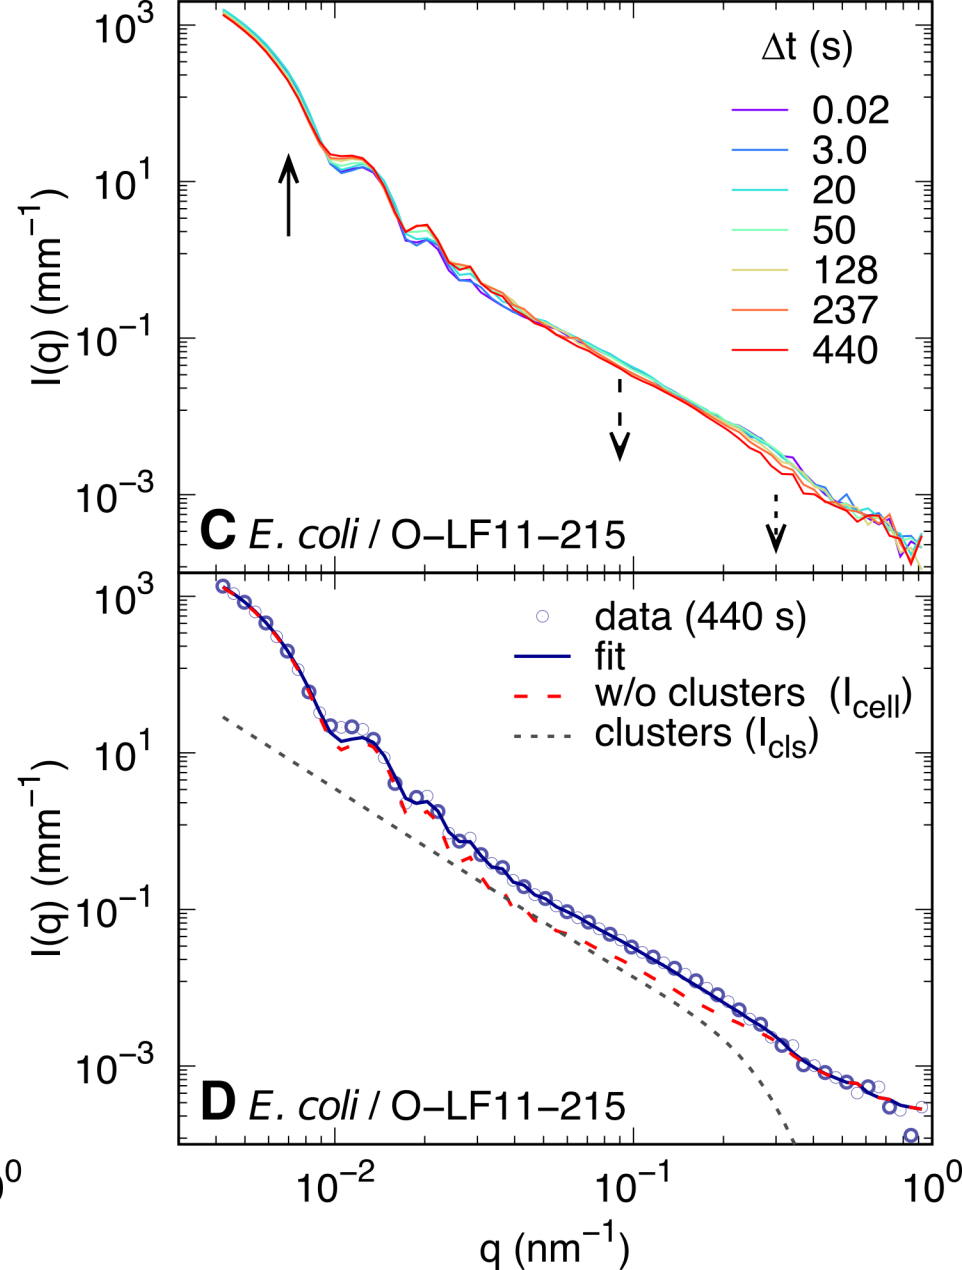 10³
10¹
10⁻¹
10⁻³
I(q) (mm⁻¹)
Δt (s)
0.02
3.0
20
50
128
237
440
C E. coli / O−LF11−215
10³
10¹
10⁻¹
10⁻³
I(q) (mm⁻¹)
data (440 s)
fit
w/o clusters (I_cell)
clusters (I_cls)
D E. coli / O−LF11−215
0⁰
10⁻²
10⁻¹
10⁰
q (nm⁻¹)